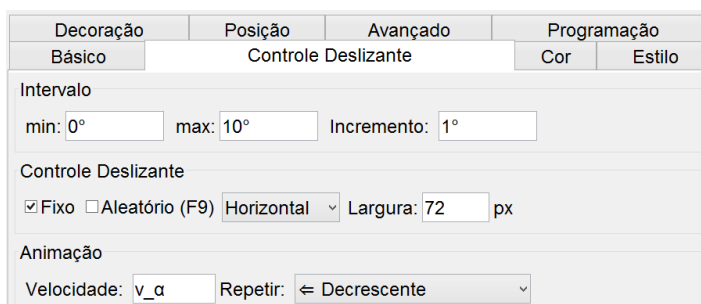 Decoração Posição Avançado Programação
Básico Controle Deslizante Cor Estilo
Intervalo
min: 0° max: 10° Incremento: 1°
Controle Deslizante
Fixo Aleatório (F9) Horizontal Largura: 72 px
Animação
Velocidade: v_α Repetir: ⇐ Decrescente